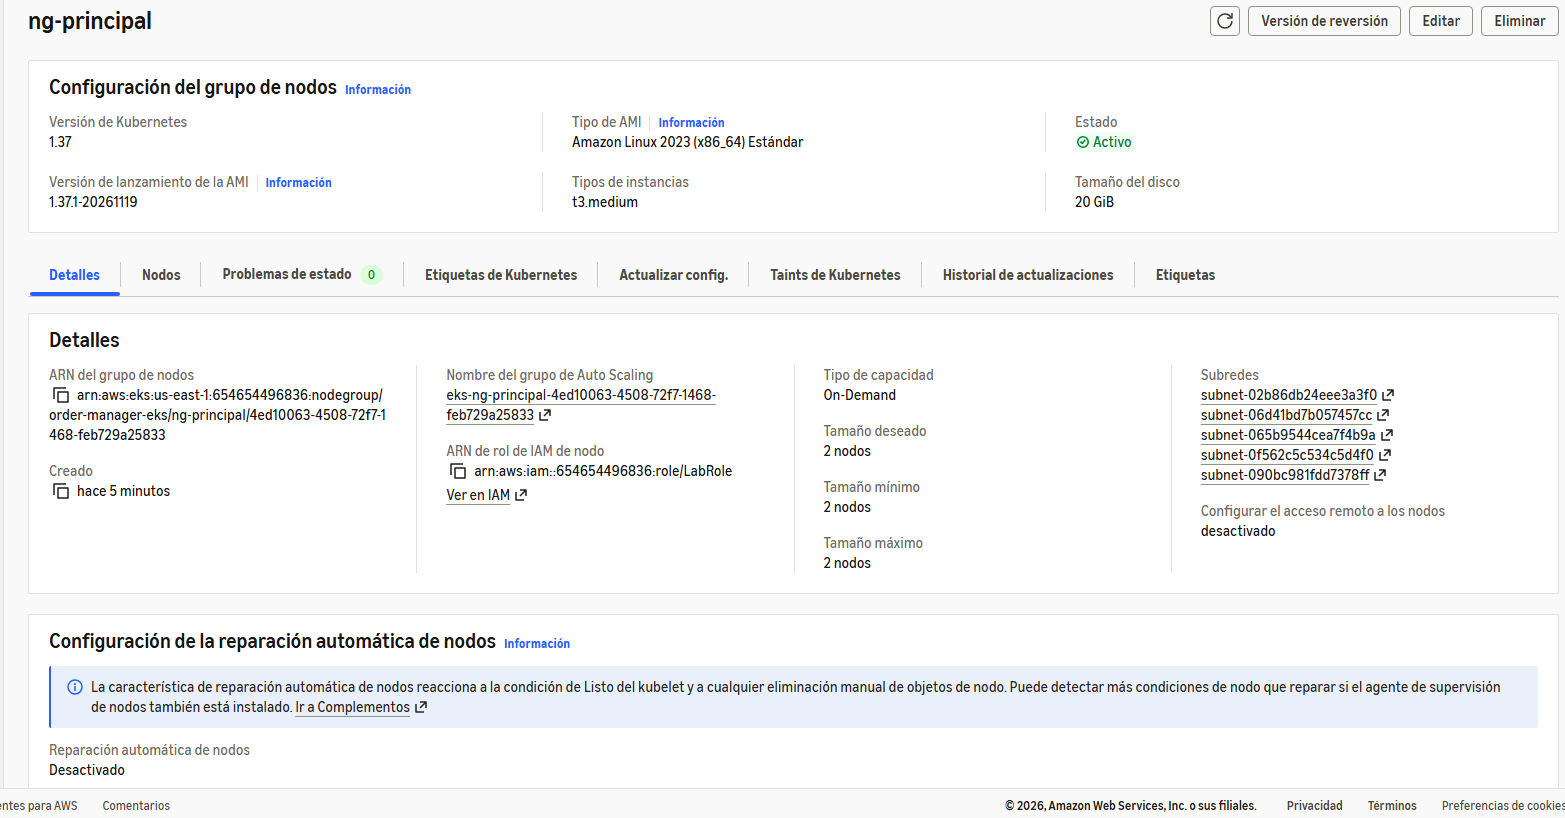 ng-principal
Versión de reversión
Editar
Eliminar
Configuración del grupo de nodos Información
Versión de Kubernetes
1.37
Tipo de AMI Información
Amazon Linux 2023 (x86_64) Estándar
Estado
Activo
Versión de lanzamiento de la AMI Información
1.37.1-20261119
Tipos de instancias
t3.medium
Tamaño del disco
20 GiB
Detalles
Nodos
Problemas de estado 0
Etiquetas de Kubernetes
Actualizar config.
Taints de Kubernetes
Historial de actualizaciones
Etiquetas
Detalles
ARN del grupo de nodos
arn:aws:eks:us-east-1:654654496836:nodegroup/
order-manager-eks/ng-principal/4ed10063-4508-72f7-1
468-feb729a25833
Creado
hace 5 minutos
Nombre del grupo de Auto Scaling
eks-ng-principal-4ed10063-4508-72f7-1468-
feb729a25833
ARN de rol de IAM de nodo
arn:aws:iam::654654496836:role/LabRole
Ver en IAM
Tipo de capacidad
On-Demand
Tamaño deseado
2 nodos
Tamaño mínimo
2 nodos
Tamaño máximo
2 nodos
Subredes
subnet-02b86db24eee3a3f0
subnet-06d41bd7b057457cc
subnet-065b9544cea7f4b9a
subnet-0f562c5c534c5d4f0
subnet-090bc981fdd7378ff
Configurar el acceso remoto a los nodos
desactivado
Configuración de la reparación automática de nodos Información
La característica de reparación automática de nodos reacciona a la condición de Listo del kubelet y a cualquier eliminación manual de objetos de nodo. Puede detectar más condiciones de nodo que reparar si el agente de supervisión
de nodos también está instalado. Ir a Complementos
Reparación automática de nodos
Desactivado
entes para AWS
Comentarios
© 2026, Amazon Web Services, Inc. o sus filiales.
Privacidad
Términos
Preferencias de cookies